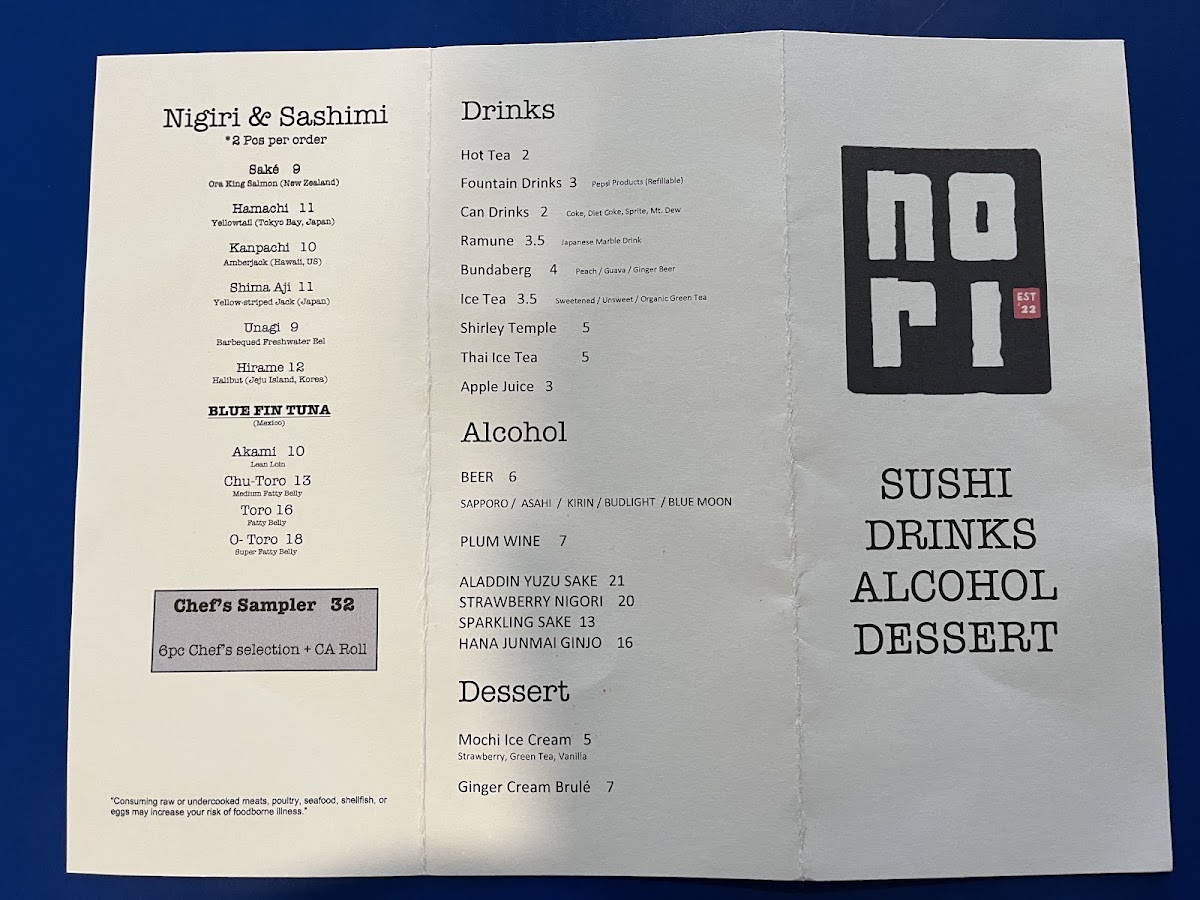 Nigiri & Sashimi
*2 Pcs per order
Saké 9
Ora King Salmon (New Zealand)
Hamachi 11
Yellowtail (Tokyo Bay, Japan)
Kanpachi 10
Amberjack (Hawaii, US)
Shima Aji 11
Yellow-striped Jack (Japan)
Unagi 9
Barbequed Freshwater Eel
Hirame 12
Halibut (Jeju Island, Korea)
BLUE FIN TUNA
(Mexico)
Akami 10
Lean Loin
Chu-Toro 13
Medium Fatty Belly
Toro 16
Fatty Belly
O- Toro 18
Super Fatty Belly
Chef's Sampler 32
6pc Chef's selection + CA Roll
"Consuming raw or undercooked meats, poultry, seafood, shellfish, or
eggs may increase your risk of foodborne illness."
Drinks
Hot Tea 2
Fountain Drinks 3 Pepsi Products (Refillable)
Can Drinks 2 Coke, Diet Coke, Sprite, Mt. Dew
Ramune 3.5 Japanese Marble Drink
Bundaberg 4 Peach / Guava / Ginger Beer
Ice Tea 3.5 Sweetened / Unsweet / Organic Green Tea
Shirley Temple 5
Thai Ice Tea 5
Apple Juice 3
Alcohol
BEER 6
SAPPORO / ASAHI / KIRIN / BUDLIGHT / BLUE MOON
PLUM WINE 7
ALADDIN YUZU SAKE 21
STRAWBERRY NIGORI 20
SPARKLING SAKE 13
HANA JUNMAI GINJO 16
Dessert
Mochi Ice Cream 5
Strawberry, Green Tea, Vanilla
Ginger Cream Brulé 7
no
ri
EST
'22
SUSHI
DRINKS
ALCOHOL
DESSERT